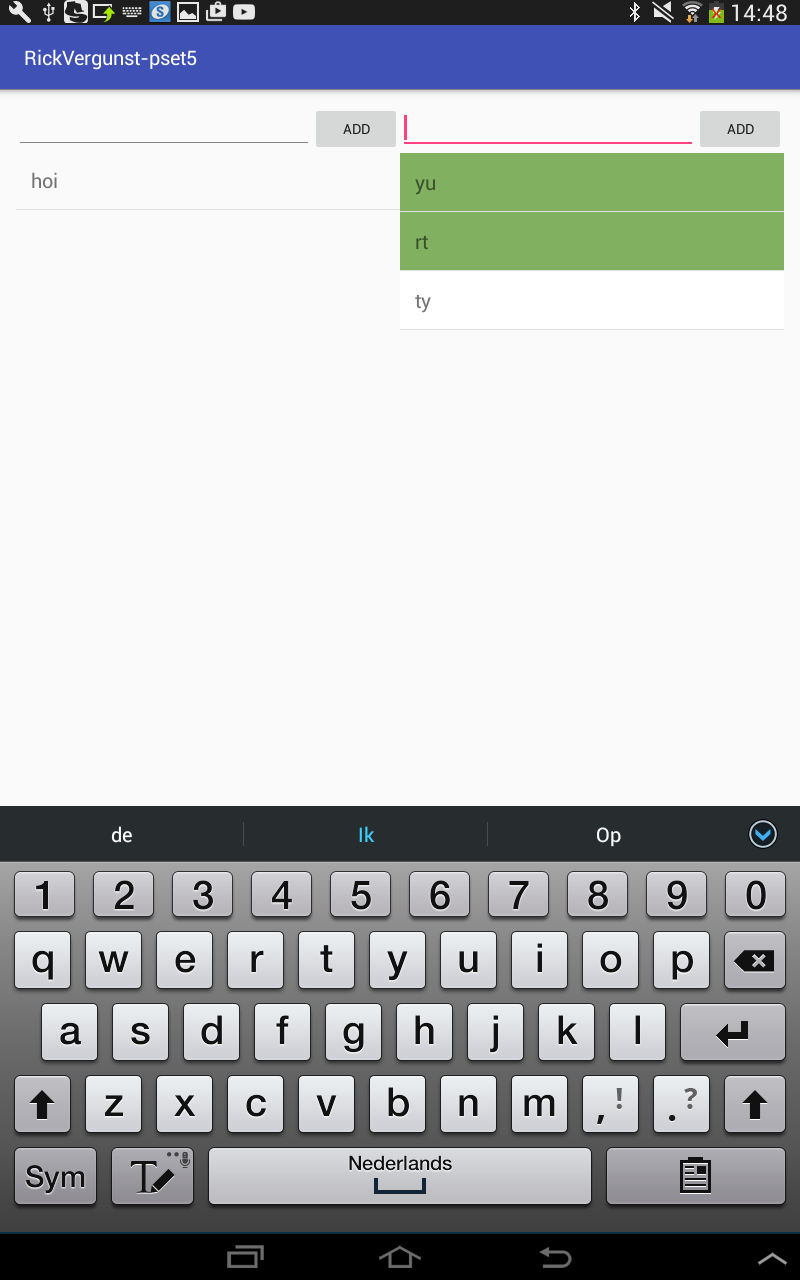 14:48
RickVergunst-pset5
ADD ADD
hoi
yu
rt
ty
de Ik Op
1 2 3 4 5 6 7 8 9 0
q w e r t y u i o p
a s d f g h j k l
z x c v b n m , ! . ?
Sym T Nederlands